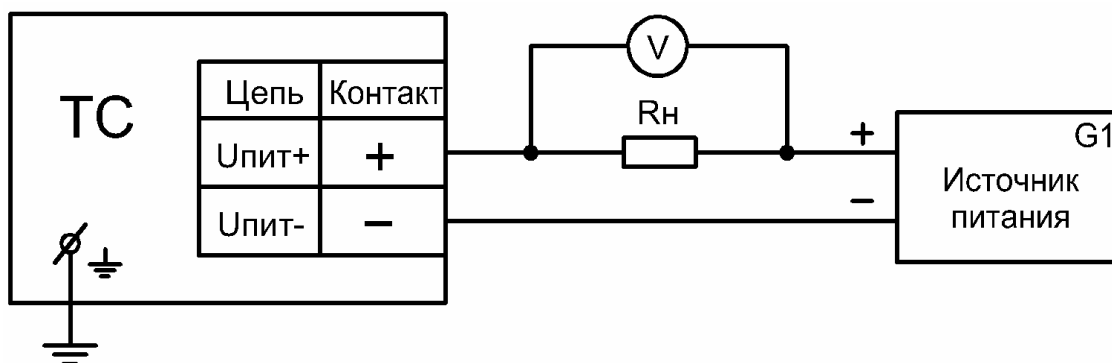 V
Rн
ТС
Цепь Контакт
Uпит+ +
Uпит- −
+
−
G1
Источник
питания